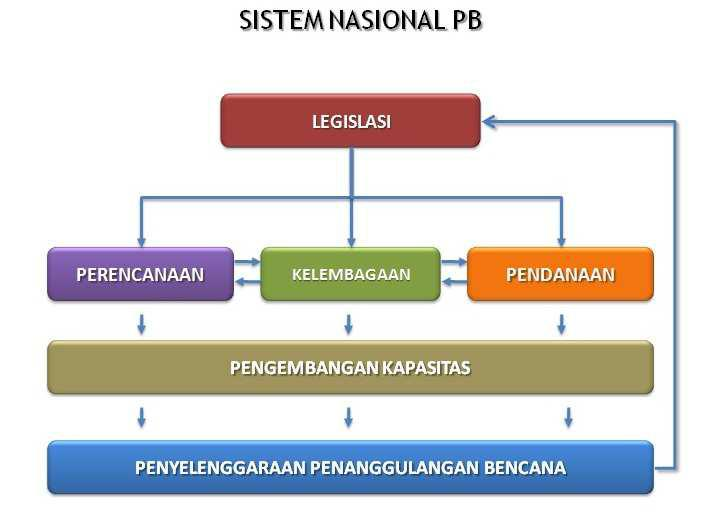 SISTEM NASIONAL PB
LEGISLASI
PERENCANAAN
KELEMBAGAAN
PENDANAAN
PENGEMBANGAN KAPASITAS
PENYELENGGARAAN PENANGGULANGAN BENCANA